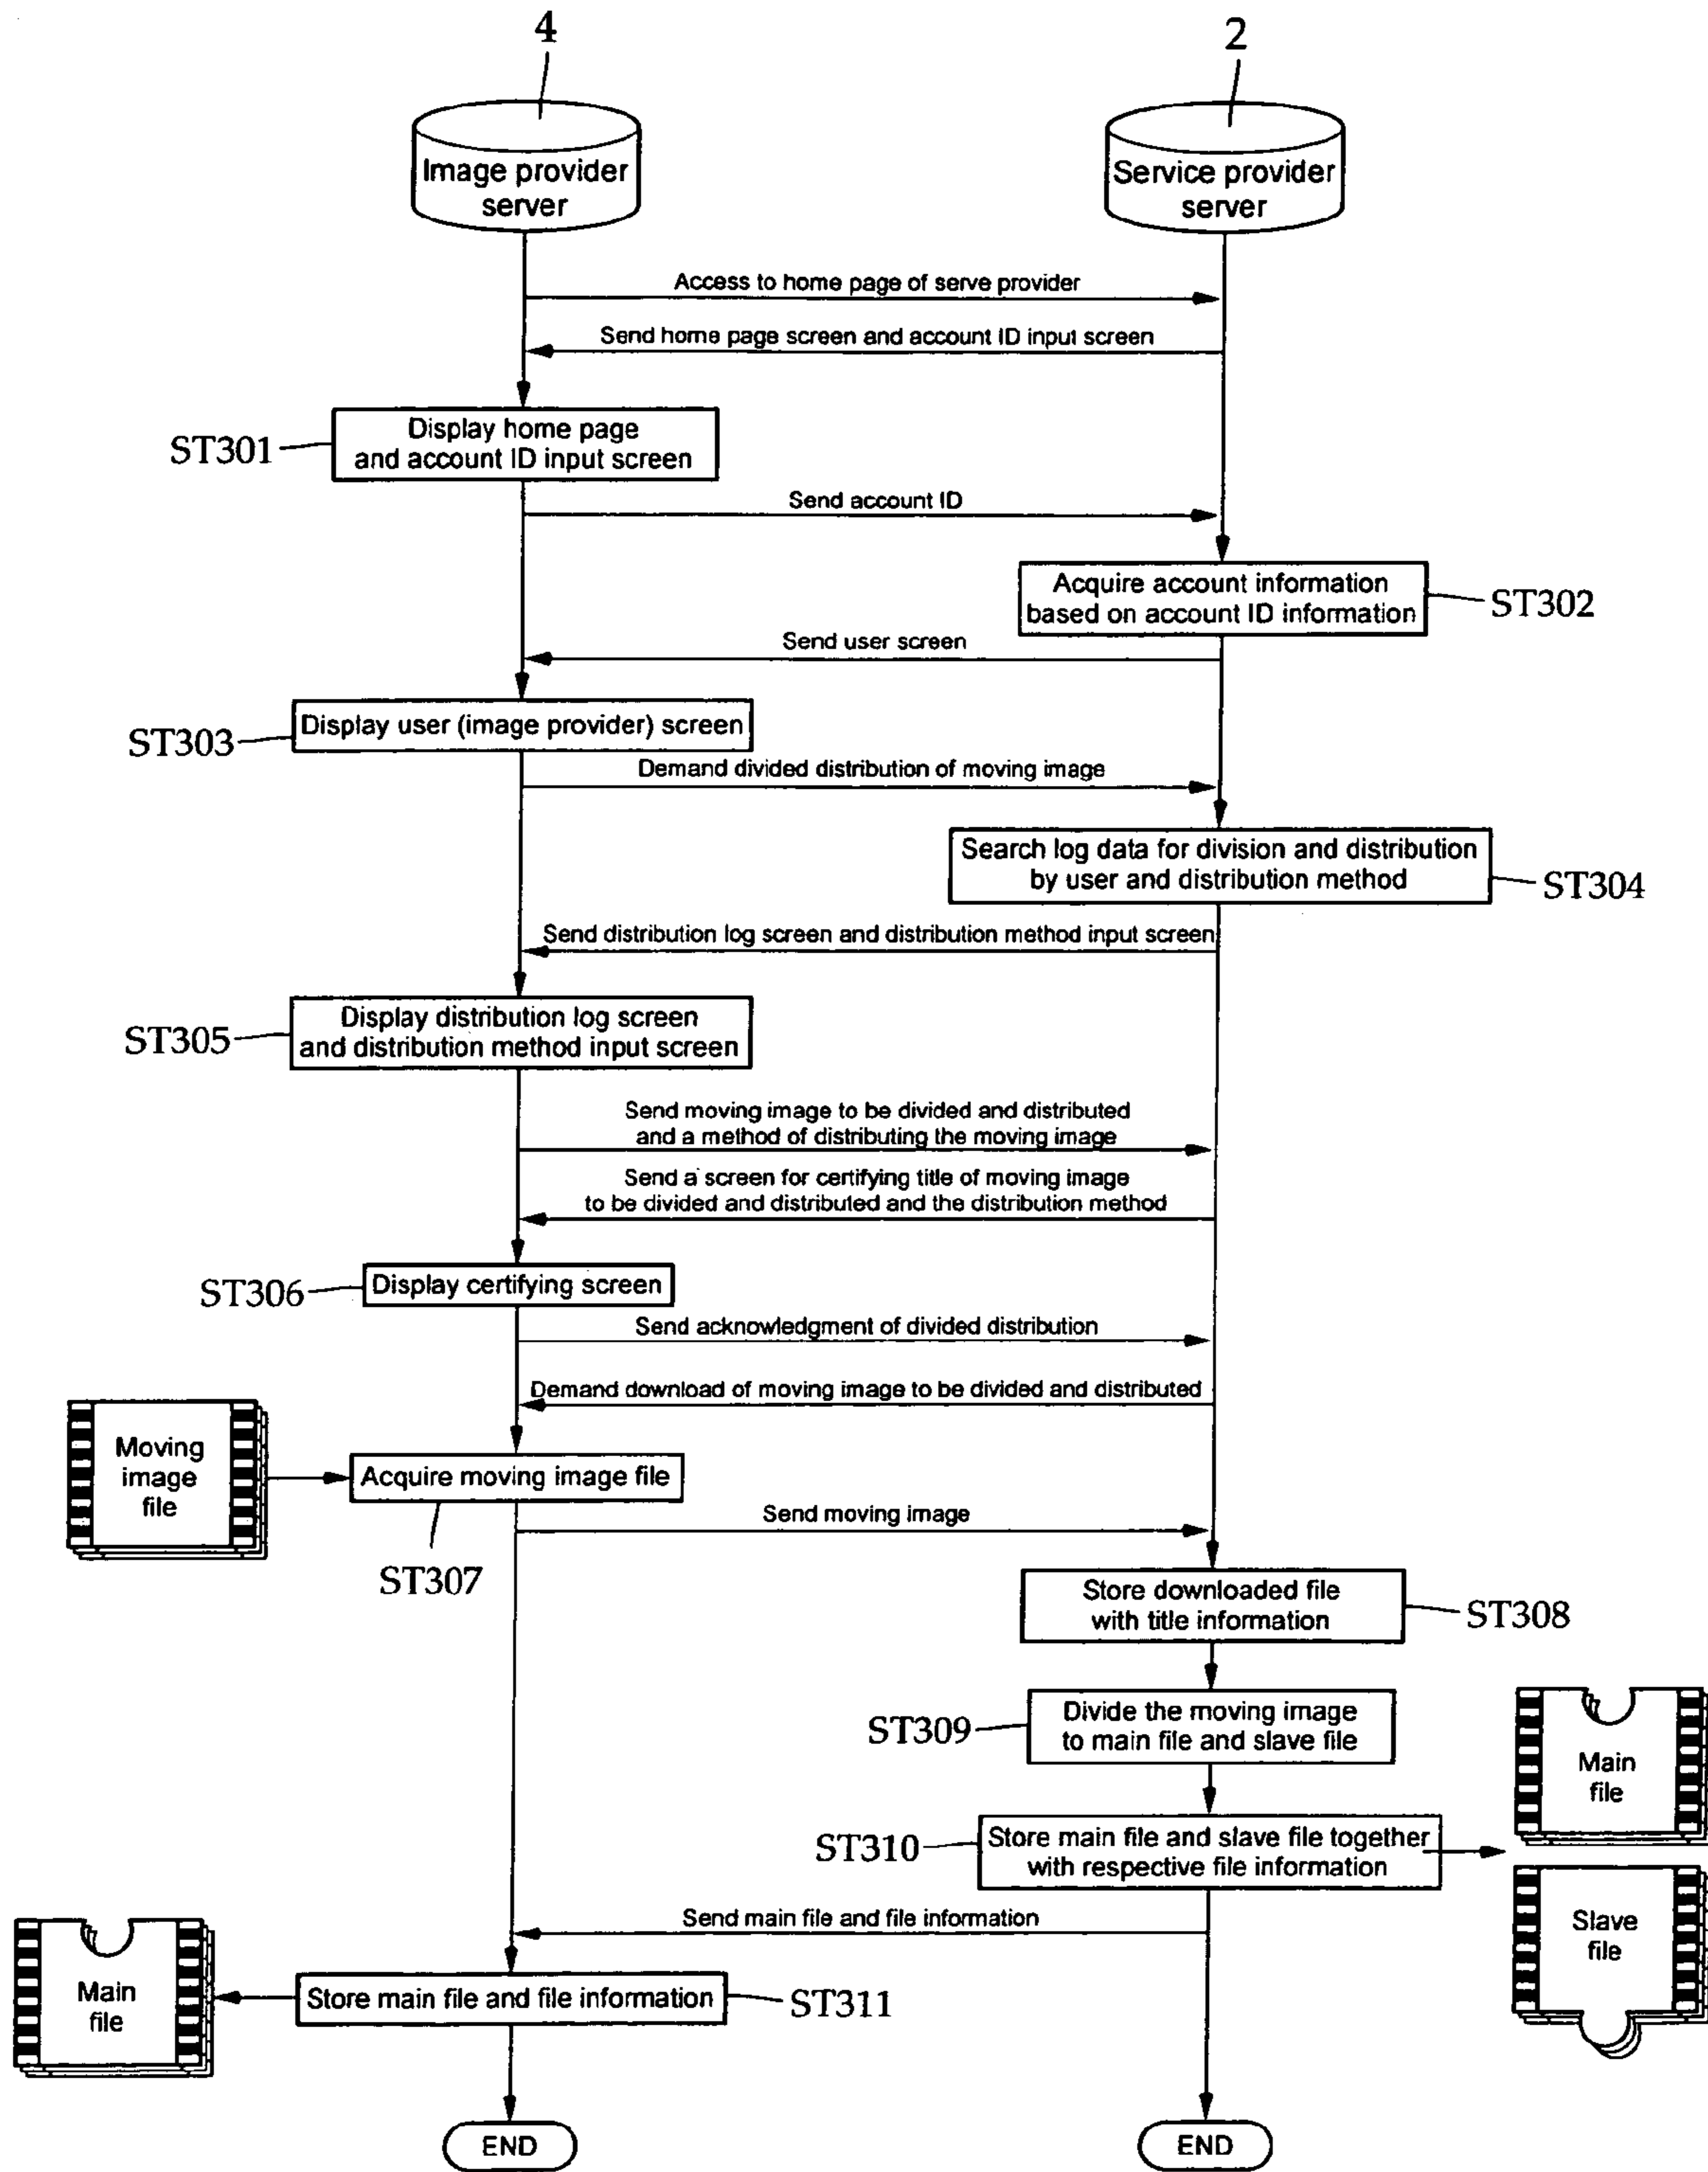 4
2
Image provider
server
Service provider
server
Access to home page of serve provider
Send home page screen and account ID input screen
ST301
Display home page
and account ID input screen
Send account ID
Acquire account information
based on account ID information
ST302
Send user screen
ST303
Display user (image provider) screen
Demand divided distribution of moving image
Search log data for division and distribution
by user and distribution method
ST304
Send distribution log screen and distribution method input screen
ST305
Display distribution log screen
and distribution method input screen
Send moving image to be divided and distributed
and a method of distributing the moving image
Send a screen for certifying title of moving image
to be divided and distributed and the distribution method
ST306
Display certifying screen
Send acknowledgment of divided distribution
Demand download of moving image to be divided and distributed
Moving
image
file
Acquire moving image file
ST307
Send moving image
Store downloaded file
with title information
ST308
ST309
Divide the moving image
to main file and slave file
Main
file
ST310
Store main file and slave file together
with respective file information
Slave
file
Send main file and file information
Main
file
Store main file and file information
ST311
END
END